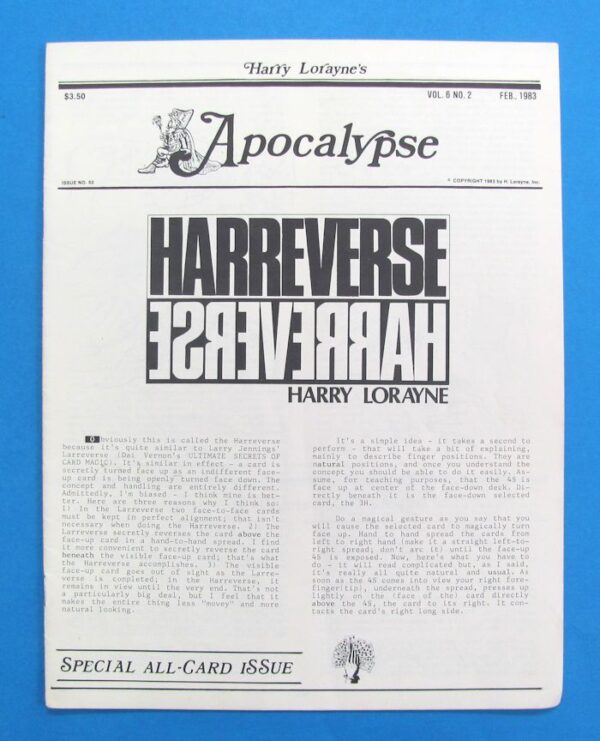 Harry Lorayne's
$3.50
VOL. 6 NO. 2 FEB., 1983
Apocalypse
ISSUE NO. 62
© COPYRIGHT 1983 by H. Lorayne, Inc.
HARREVERSE
HARREVERSE
HARRY LORAYNE
Obviously this is called the Harreverse
because it's quite similar to Larry Jennings'
Larreverse (Dai Vernon's ULTIMATE SECRETS OF
CARD MAGIC). It's similar in effect - a card is
secretly turned face up as an indifferent face-
up card is being openly turned face down. The
concept and handling are entirely different.
Admittedly, I'm biased - I think mine is bet-
ter. Here are three reasons why I think so:
1) In the Larreverse two face-to-face cards
must be kept in perfect alignment; that isn't
necessary when doing the Harreverse. 2) The
Larreverse secretly reverses the card above the
face-up card in a hand-to-hand spread. I find
it more convenient to secretly reverse the card
beneath the visible face-up card; that's what
the Harreverse accomplishes. 3) The visible
face-up card goes out of sight as the Larre-
verse is completed; in the Harreverse, it
remains in view until the very end. That's not
a particularly big deal, but I feel that it
makes the entire thing less "movey" and more
natural looking.
It's a simple idea - it takes a second to
perform - that will take a bit of explaining,
mainly to describe finger positions. They are
natural positions, and once you understand the
concept you should be able to do it easily. As-
sume, for teaching purposes, that the 4S is
face up at center of the face-down deck. Di-
rectly beneath it is the face-down selected
card, the 3H.
Do a magical gesture as you say that you
will cause the selected card to magically turn
face up. Hand to hand spread the cards from
left to right hand (make it a straight left-to-
right spread; don't arc it) until the face-up
4S is exposed. Now, here's what you have to
do - it will read complicated but, as I said,
it's really all quite natural and usual. As
soon as the 4S comes into view your right fore-
finger(tip), underneath the spread, presses up
lightly on the (face of the) card directly
above the 4S, the card to its right. It con-
tacts the card's right long side.
SPECIAL ALL-CARD ISSUE